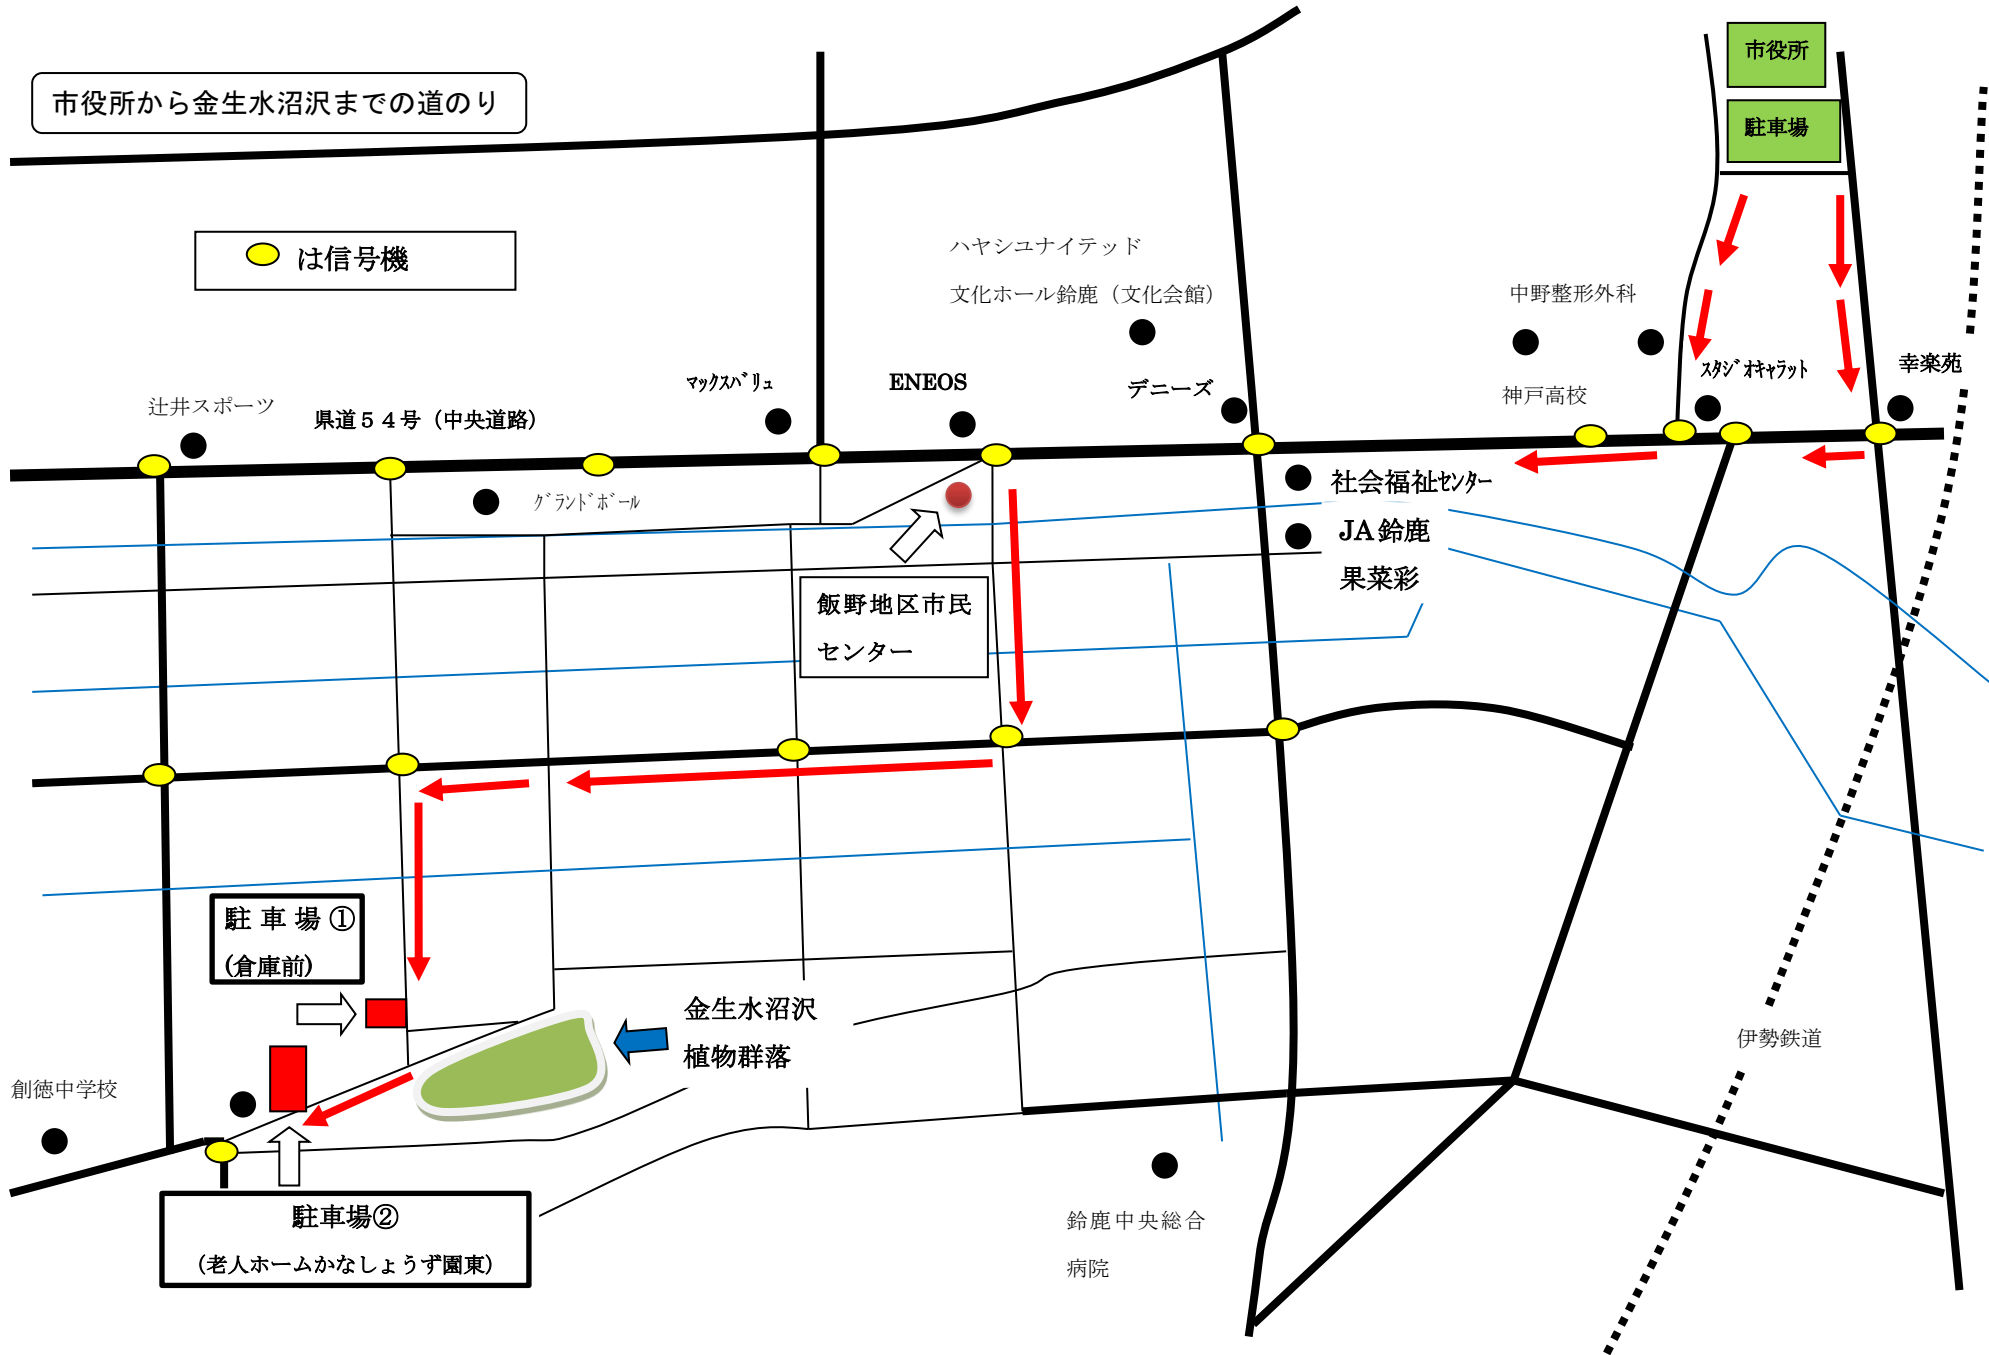 市役所
市役所から金生水沼沢までの道のり
駐車場
は信号機
ハヤシユナイテッド
文化ホール鈴鹿（文化会館）
中野整形外科
幸楽苑
スタジオキャラット
マックスバリュ
ENEOS
デニーズ
神戸高校
辻井スポーツ
県道５４号（中央道路）
社会福祉センター
グランドボール
JA鈴鹿
果菜彩
飯野地区市民
センター
駐車場①
(倉庫前)
金生水沼沢
植物群落
伊勢鉄道
創徳中学校
駐車場②
(老人ホームかなしょうず園東)
鈴鹿中央総合
病院